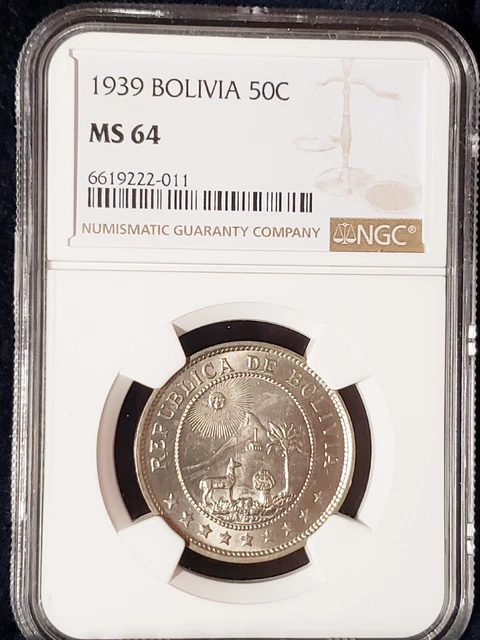 1939 BOLIVIA 50C
MS 64
6619222-011
NUMISMATIC GUARANTY COMPANY NGC®
REPUBLICA DE BOLIVIA